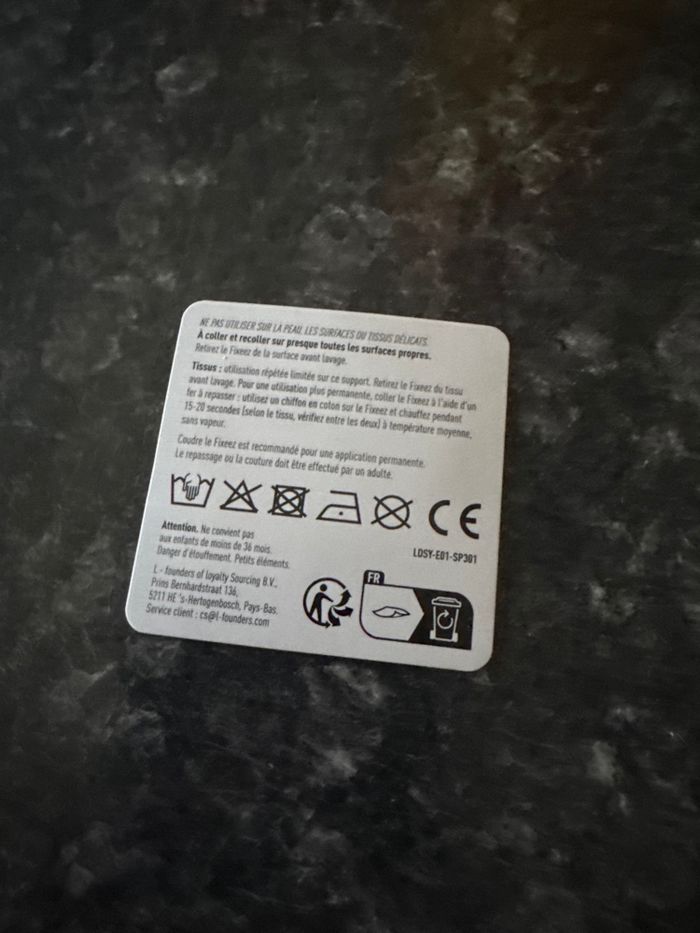 NE PAS UTILISER SUR LA PEAU, LES SURFACES OU TISSUS DÉLICATS.
À coller et recoller sur presque toutes les surfaces propres.
Retirez le Fixeez de la surface avant lavage.
Tissus : utilisation répétée limitée sur ce support. Retirez le Fixeez du tissu
avant lavage. Pour une utilisation plus permanente, coller le Fixeez à l'aide d'un
fer à repasser : utilisez un chiffon en coton sur le Fixeez et chauffez pendant
15-20 secondes (selon le tissu, vérifiez entre les deux) à température moyenne,
sans vapeur.
Coudre le Fixeez est recommandé pour une application permanente.
Le repassage ou la couture doit être effectué par un adulte.
CE
LDSY-E01-SP301
Attention. Ne convient pas
aux enfants de moins de 36 mois.
Danger d'étouffement. Petits éléments.
L - founders of loyalty Sourcing B.V.,
Prins Bernhardstraat 136,
5211 HE 's-Hertogenbosch, Pays-Bas.
Service client : cs@l-founders.com
FR